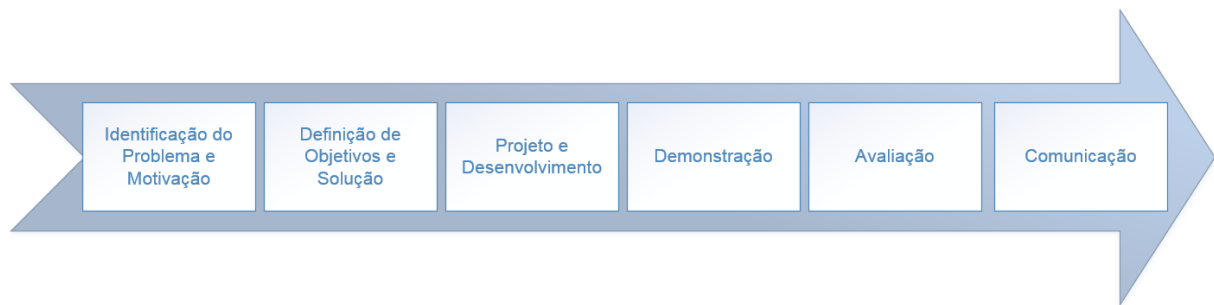 Identificação do
Problema e
Motivação
Definição de
Objetivos e
Solução
Projeto e
Desenvolvimento
Demonstração
Avaliação
Comunicação